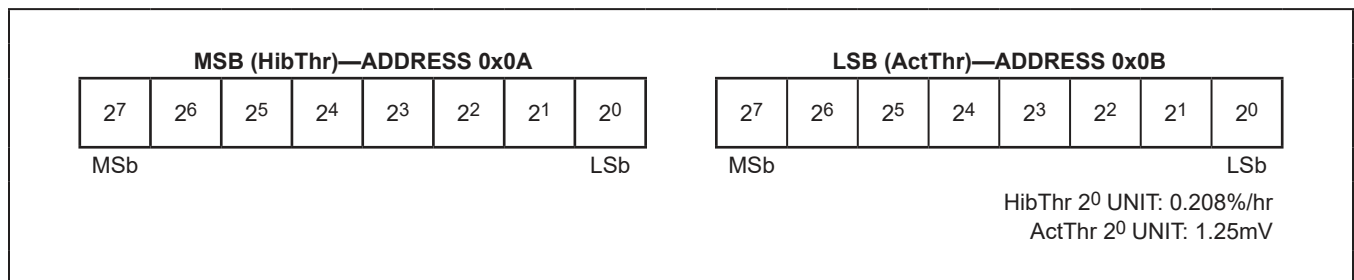 MSB (HibThr)—ADDRESS 0x0A LSB (ActThr)—ADDRESS 0x0B
2⁷ 2⁶ 2⁵ 2⁴ 2³ 2² 2¹ 2⁰ 2⁷ 2⁶ 2⁵ 2⁴ 2³ 2² 2¹ 2⁰
MSb LSb MSb LSb
HibThr 2⁰ UNIT: 0.208%/hr
ActThr 2⁰ UNIT: 1.25mV